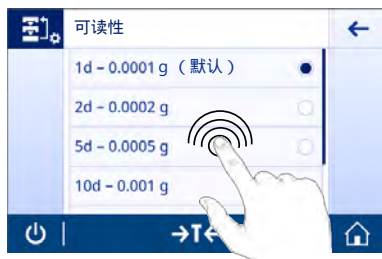 可读性
1d – 0.0001 g （默认）
2d – 0.0002 g
5d – 0.0005 g
10d – 0.001 g
→T←